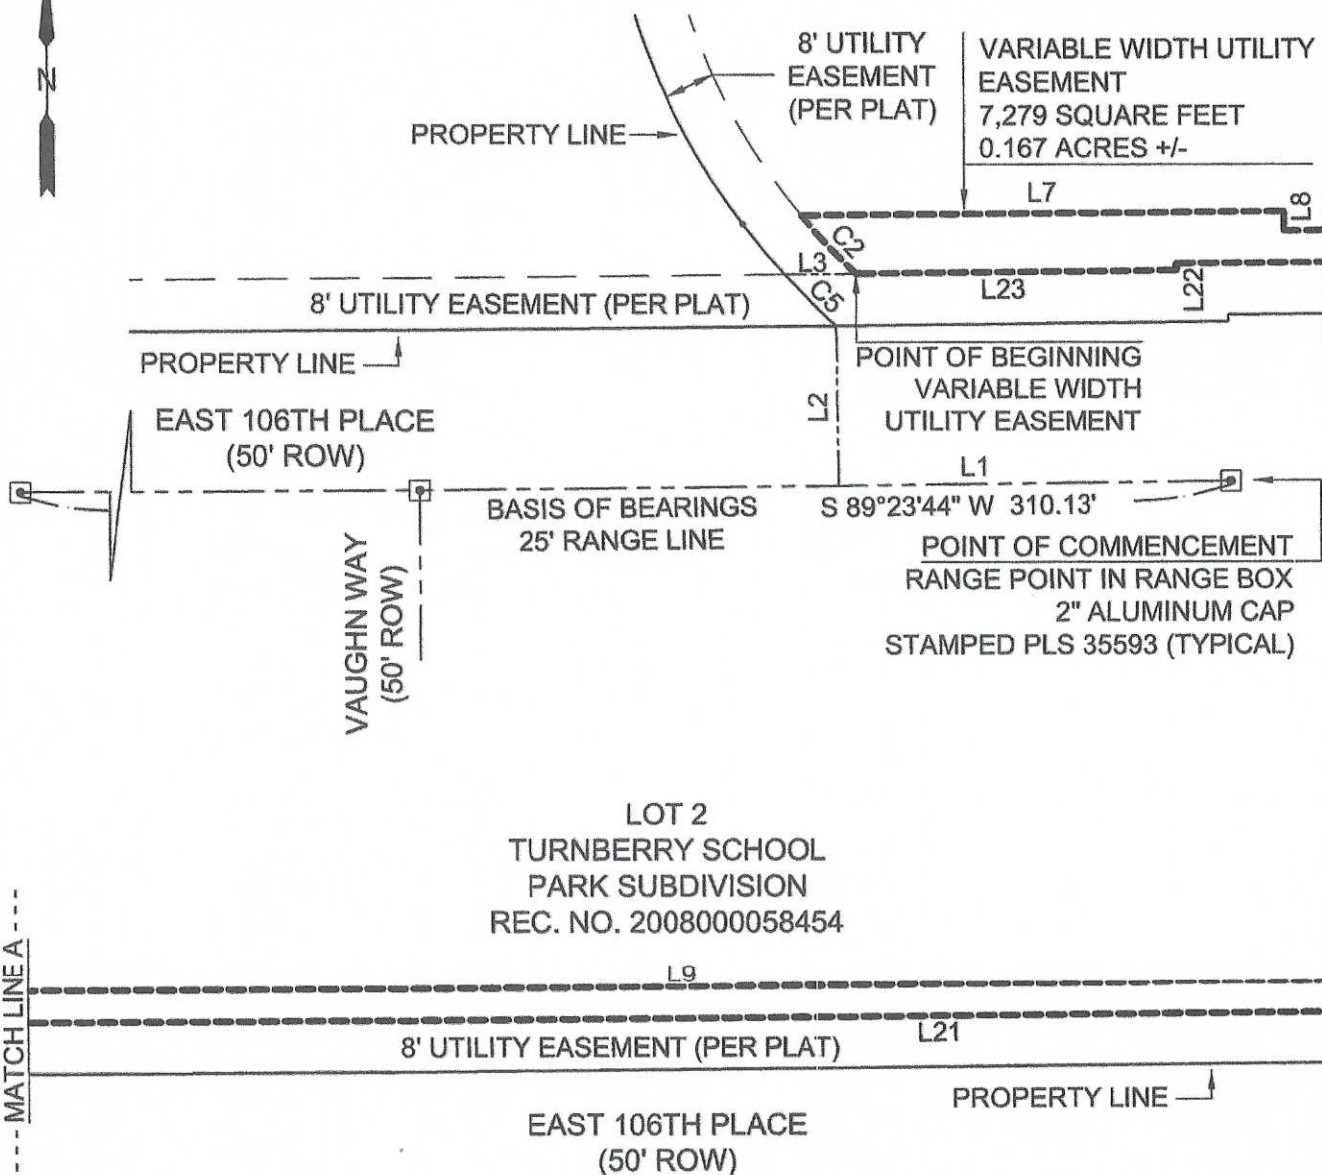 N
8' UTILITY
EASEMENT
(PER PLAT)
VARIABLE WIDTH UTILITY
EASEMENT
7,279 SQUARE FEET
0.167 ACRES +/-
PROPERTY LINE
L7
L8
C2
L3
C5
L23
L22
8' UTILITY EASEMENT (PER PLAT)
PROPERTY LINE
POINT OF BEGINNING
VARIABLE WIDTH
UTILITY EASEMENT
L2
EAST 106TH PLACE
(50' ROW)
L1
BASIS OF BEARINGS
25' RANGE LINE
S 89°23'44" W 310.13'
VAUGHN WAY
(50' ROW)
POINT OF COMMENCEMENT
RANGE POINT IN RANGE BOX
2" ALUMINUM CAP
STAMPED PLS 35593 (TYPICAL)
LOT 2
TURNBERRY SCHOOL
PARK SUBDIVISION
REC. NO. 2008000058454
MATCH LINE A
L9
L21
8' UTILITY EASEMENT (PER PLAT)
PROPERTY LINE
EAST 106TH PLACE
(50' ROW)